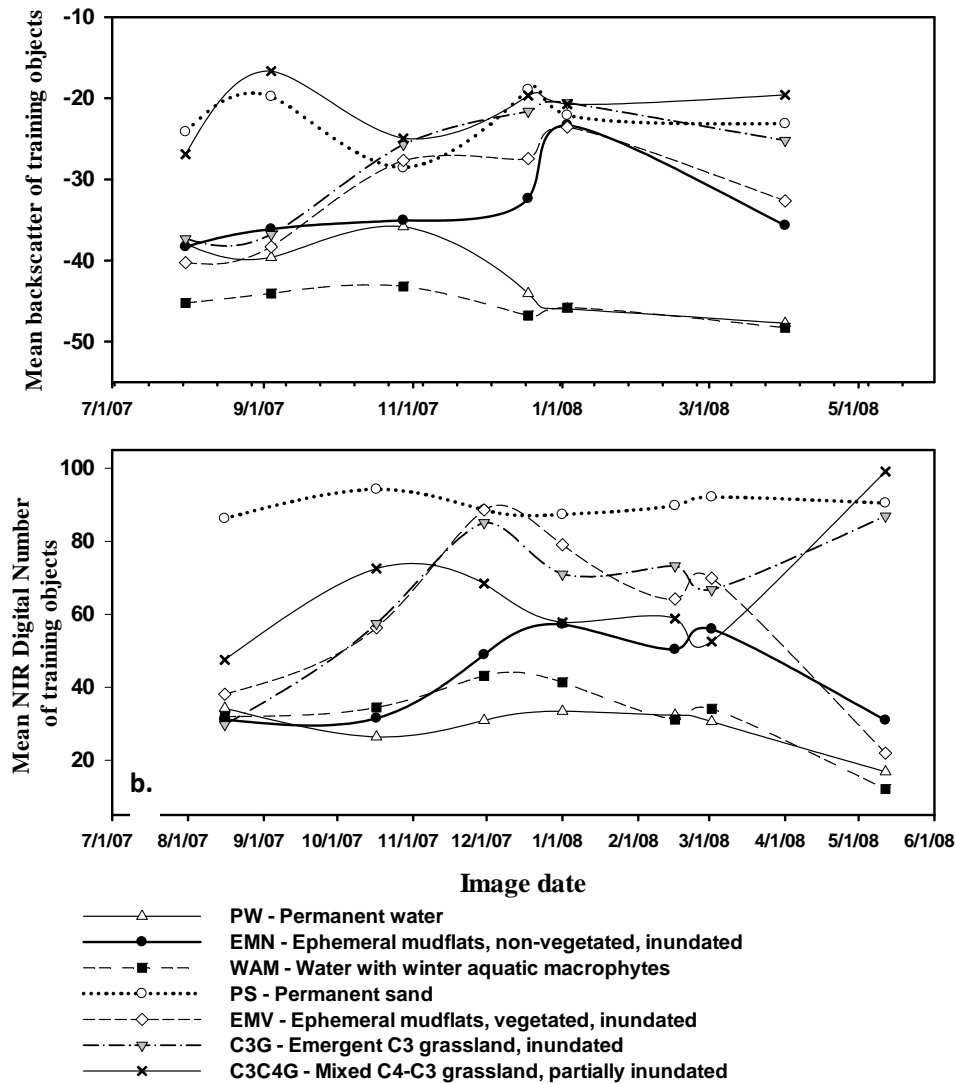 Mean backscatter of training objects
-10
-20
-30
-40
-50
7/1/07 9/1/07 11/1/07 1/1/08 3/1/08 5/1/08
Mean NIR Digital Number
of training objects
100
80
60
40
20
b.
7/1/07 8/1/07 9/1/07 10/1/07 11/1/07 12/1/07 1/1/08 2/1/08 3/1/08 4/1/08 5/1/08 6/1/08
Image date
PW - Permanent water
EMN - Ephemeral mudflats, non-vegetated, inundated
WAM - Water with winter aquatic macrophytes
PS - Permanent sand
EMV - Ephemeral mudflats, vegetated, inundated
C3G - Emergent C3 grassland, inundated
C3C4G - Mixed C4-C3 grassland, partially inundated